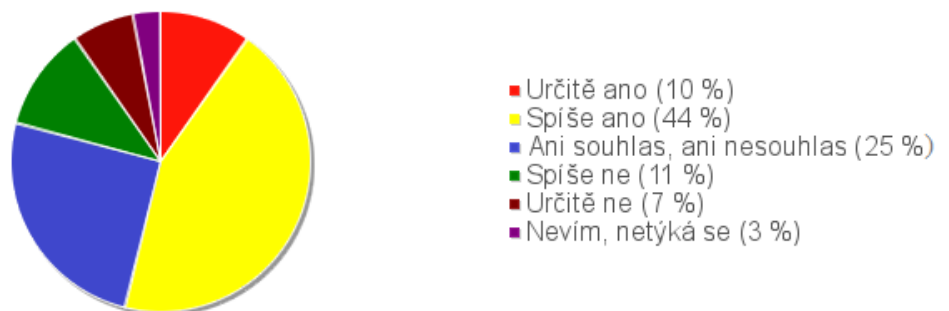 Určitě ano (10 %)
Spíše ano (44 %)
Ani souhlas, ani nesouhlas (25 %)
Spíše ne (11 %)
Určitě ne (7 %)
Nevím, netýká se (3 %)